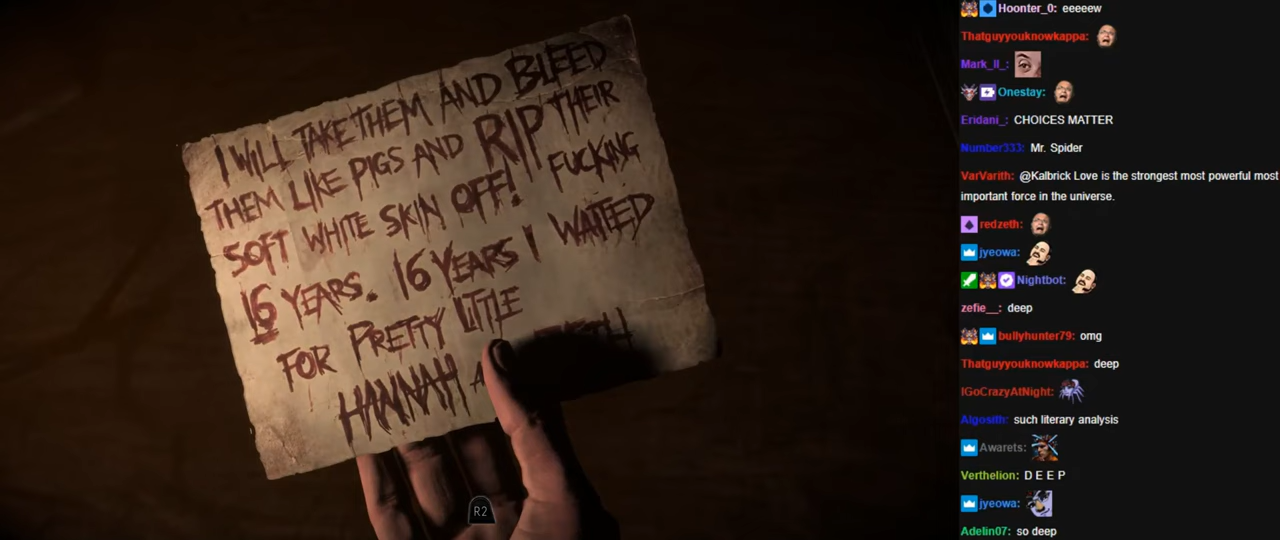 I WILL TAKE THEM AND BLEED
THEM LIKE PIGS AND RIP THEIR
SOFT WHITE SKIN OFF! FUCKING
16 YEARS. 16 YEARS I WAITED
FOR PRETTY LITTLE
HANNAH
R2
Hoonter_0: eeeeew
Thatguyyouknowkappa:
Mark_II_:
Onestay:
Eridani_: CHOICES MATTER
Number333: Mr. Spider
VarVarith: @Kalbrick Love is the strongest most powerful most
important force in the universe.
redzeth:
jyeowa:
Nightbot:
zefie__: deep
bullyhunter79: omg
Thatguyyouknowkappa: deep
IGoCrazyAtNight:
Algosith: such literary analysis
Awarets:
Verthelion: D E E P
jyeowa:
Adelin07: so deep